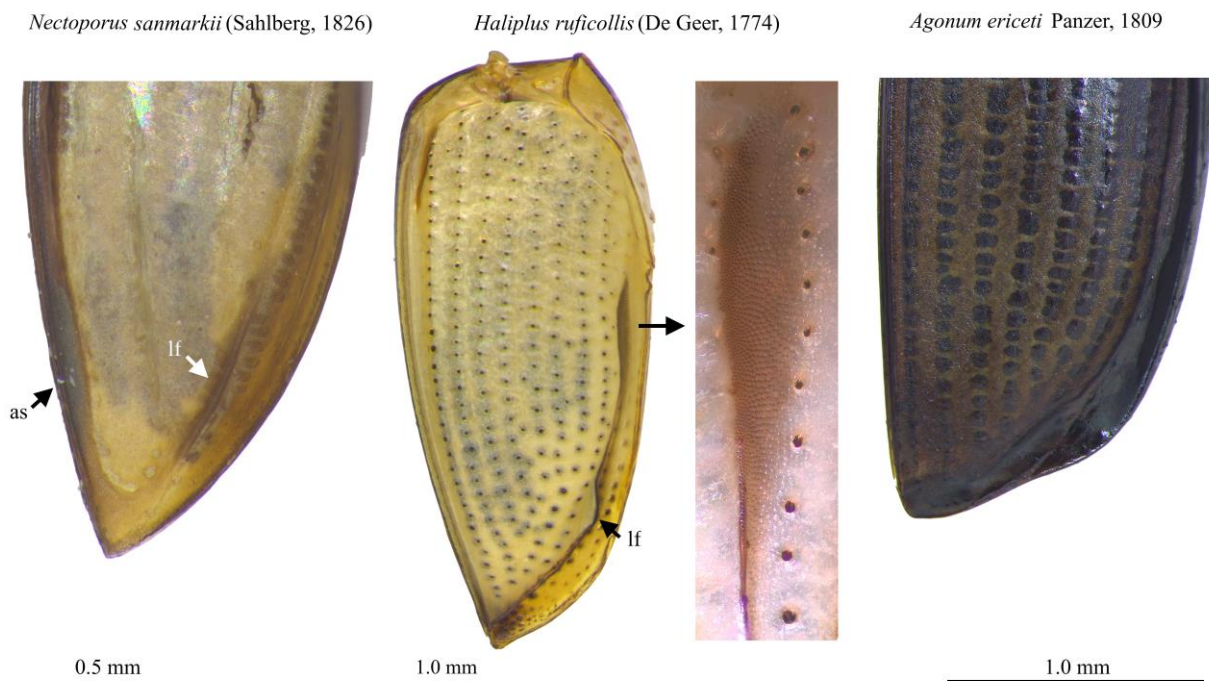 Nectoporus sanmarkii (Sahlberg, 1826)
Haliplus ruficollis (De Geer, 1774)
Agonum ericeti Panzer, 1809
lf
as
lf
0.5 mm
1.0 mm
1.0 mm